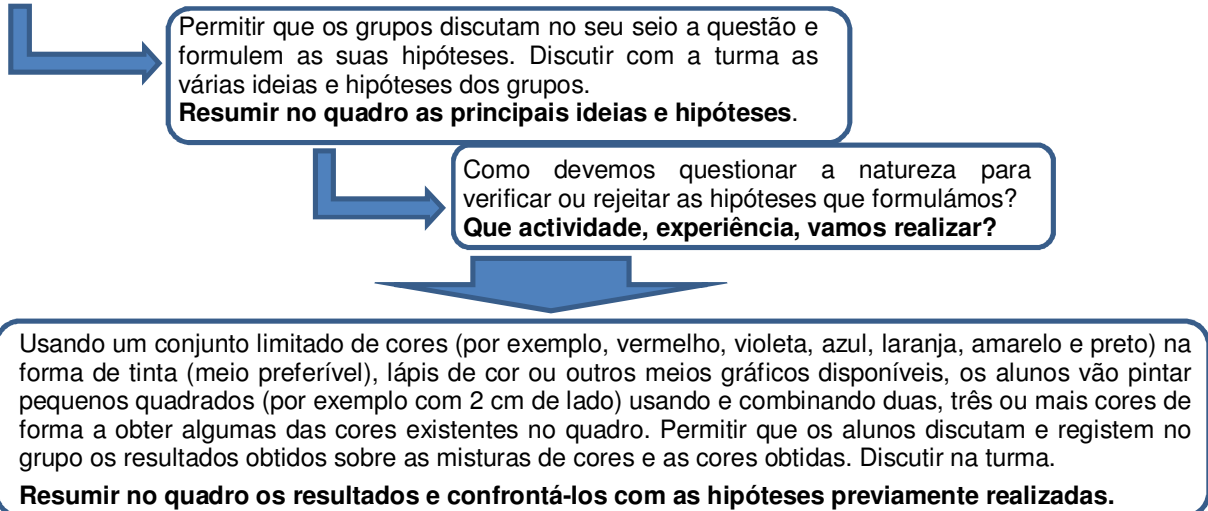 Permitir que os grupos discutam no seu seio a questão e
formulem as suas hipóteses. Discutir com a turma as
várias ideias e hipóteses dos grupos.
Resumir no quadro as principais ideias e hipóteses.
Como devemos questionar a natureza para
verificar ou rejeitar as hipóteses que formulámos?
Que actividade, experiência, vamos realizar?
Usando um conjunto limitado de cores (por exemplo, vermelho, violeta, azul, laranja, amarelo e preto) na
forma de tinta (meio preferível), lápis de cor ou outros meios gráficos disponíveis, os alunos vão pintar
pequenos quadrados (por exemplo com 2 cm de lado) usando e combinando duas, três ou mais cores de
forma a obter algumas das cores existentes no quadro. Permitir que os alunos discutam e registem no
grupo os resultados obtidos sobre as misturas de cores e as cores obtidas. Discutir na turma.
Resumir no quadro os resultados e confrontá-los com as hipóteses previamente realizadas.